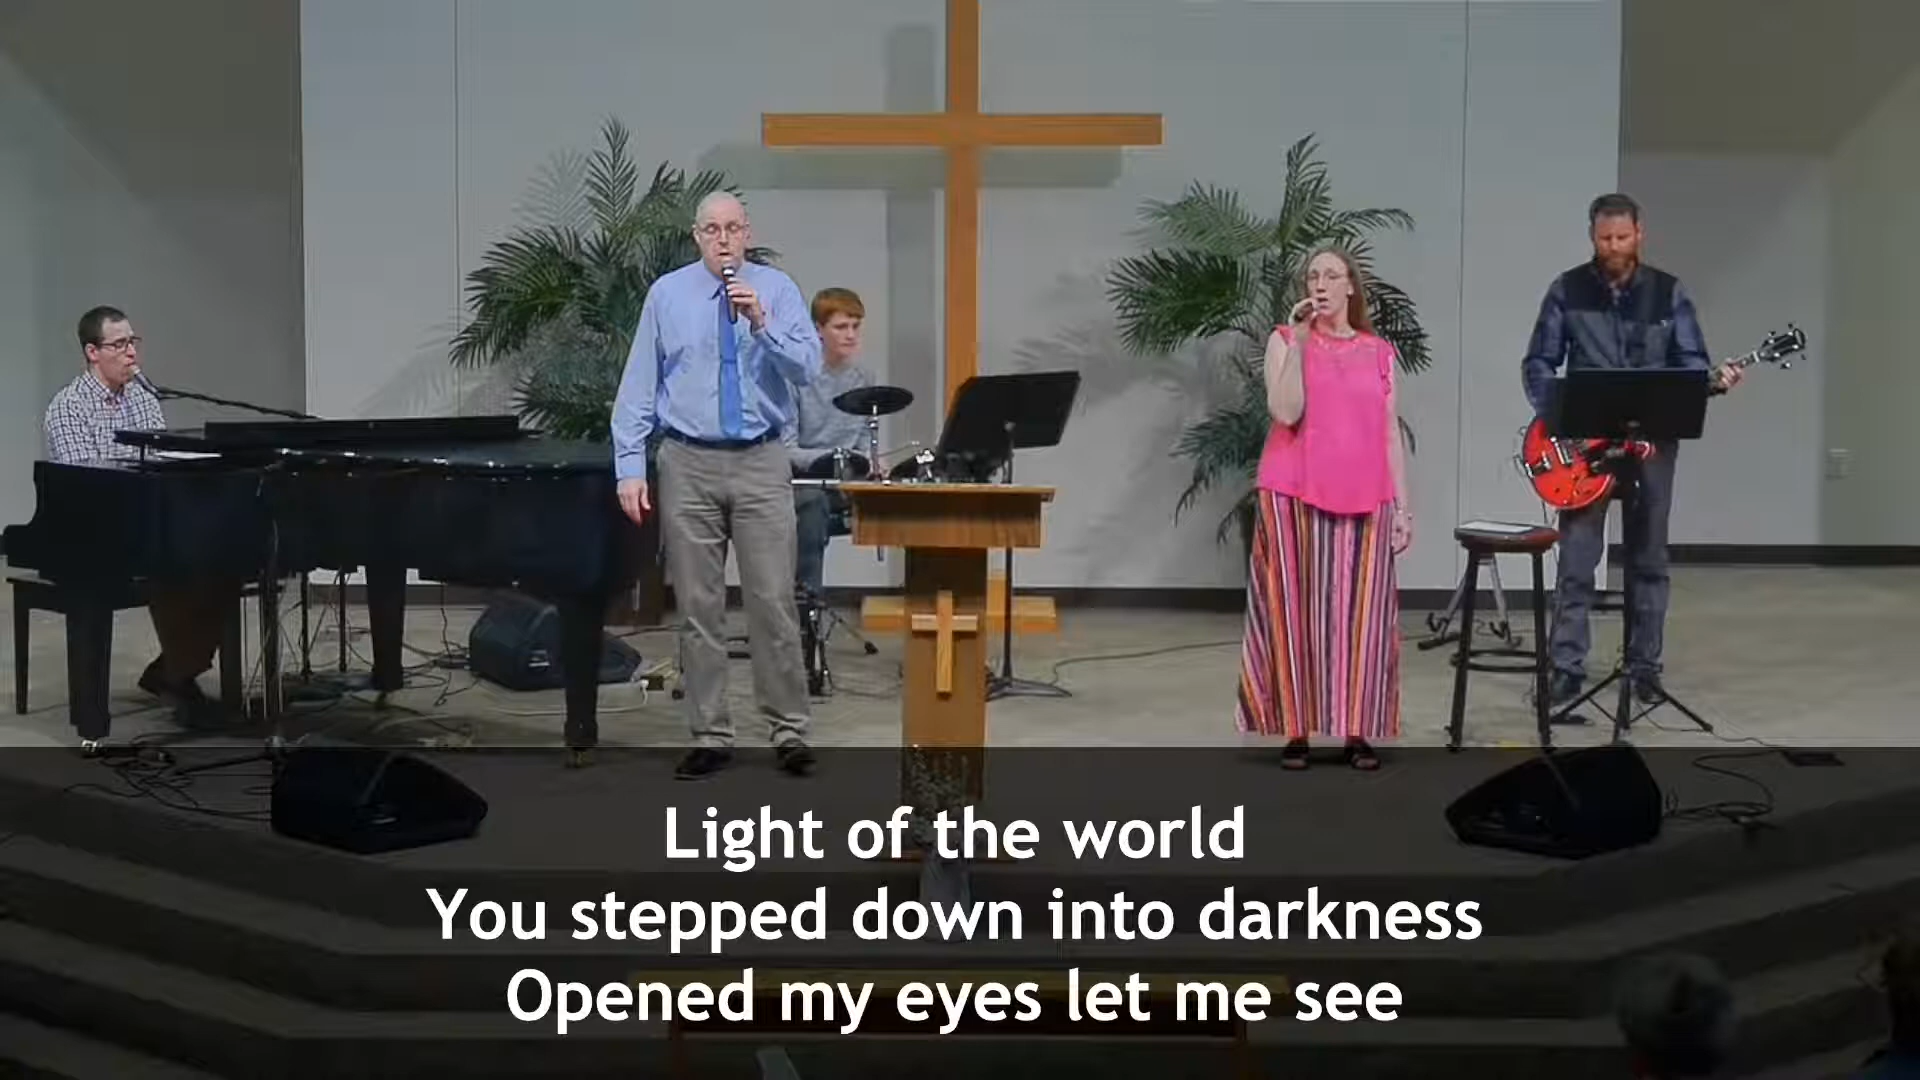 Light of the world
You stepped down into darkness
Opened my eyes let me see